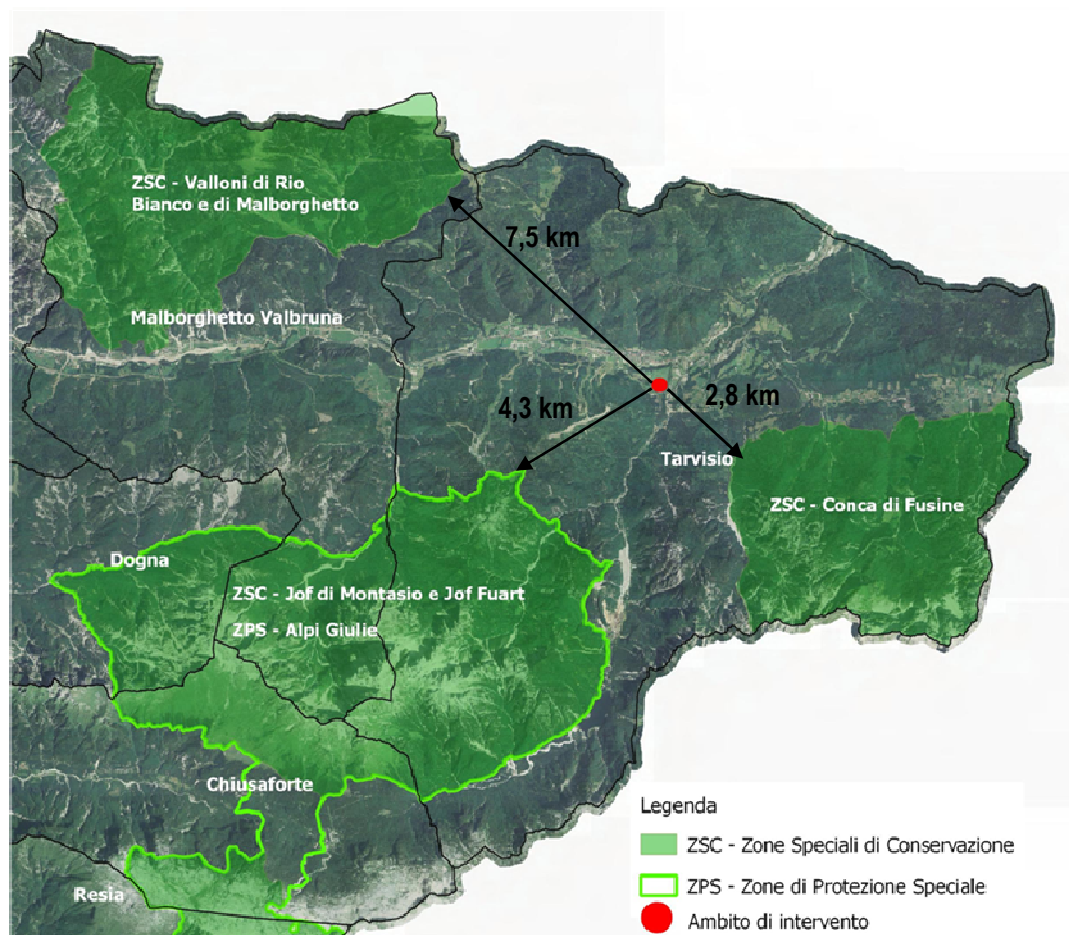 ZSC - Valloni di Rio
Bianco e di Malborghetto
7,5 km
Malborghetto Valbruna
4,3 km
2,8 km
Tarvisio
ZSC - Conca di Fusine
Dogna
ZSC - Jof di Montasio e Jof Fuart
ZPS - Alpi Giulie
Chiusaforte
Resia
Legenda
ZSC - Zone Speciali di Conservazione
ZPS - Zone di Protezione Speciale
Ambito di intervento